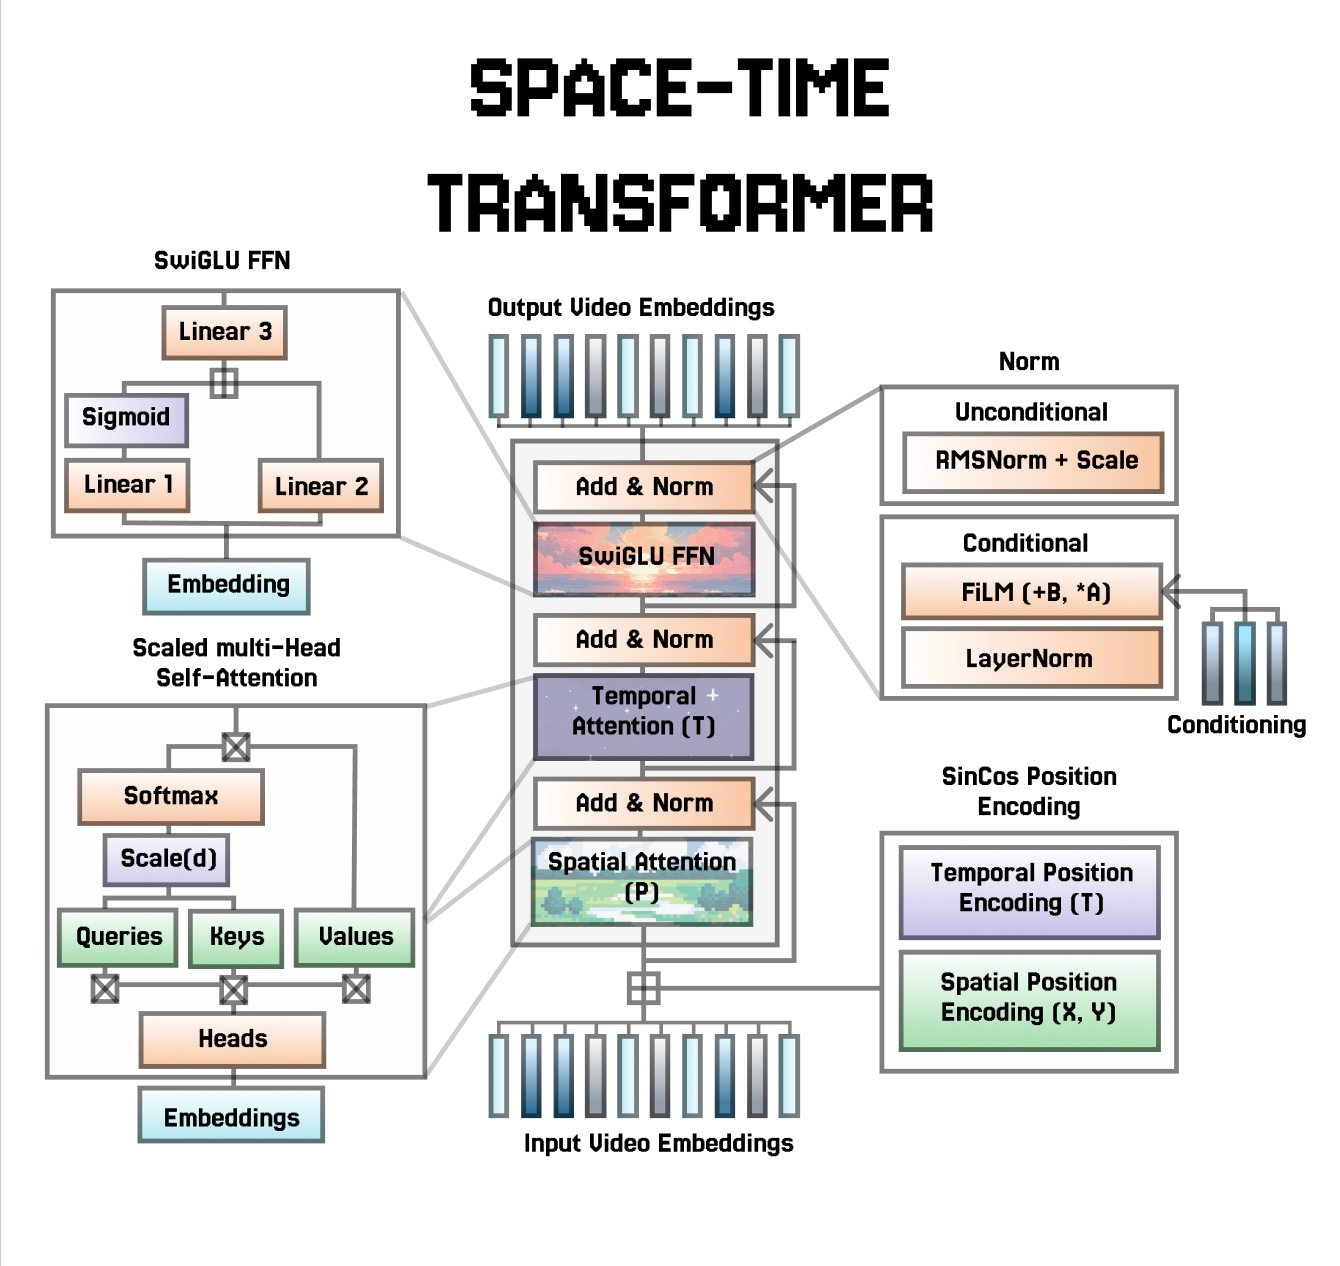 SPACE-TIME
TRANSFORMER
SwiGLU FFN
Linear 3
Sigmoid
Linear 1
Linear 2
Embedding
Scaled multi-Head
Self-Attention
Softmax
Scale(d)
Queries
Keys
Values
Heads
Embeddings
Output Video Embeddings
Add & Norm
SwiGLU FFN
Add & Norm
Temporal
Attention (T)
Add & Norm
Spatial Attention
(P)
Input Video Embeddings
Norm
Unconditional
RMSNorm + Scale
Conditional
FiLM (+B, *A)
LayerNorm
Conditioning
SinCos Position
Encoding
Temporal Position
Encoding (T)
Spatial Position
Encoding (X, Y)